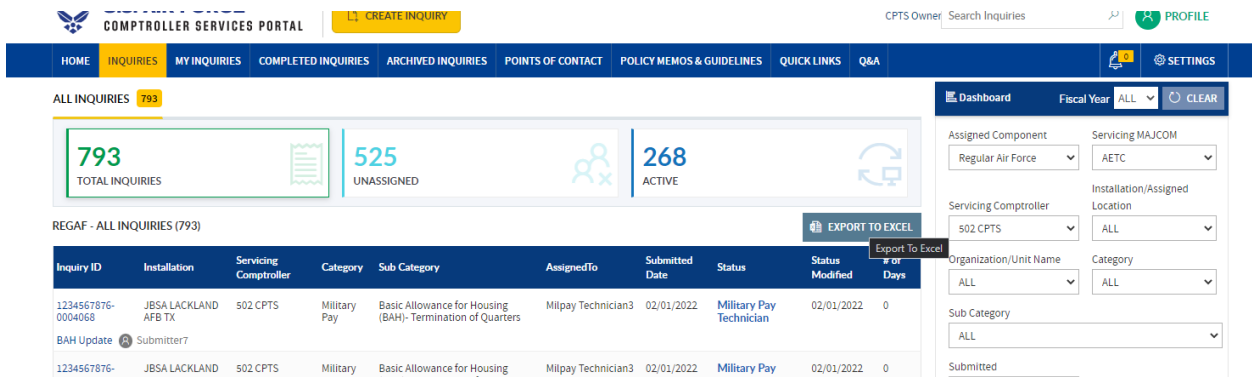 COMPTROLLER SERVICES PORTAL
CREATE INQUIRY
CPTS Owner Search Inquiries PROFILE
HOME INQUIRIES MY INQUIRIES COMPLETED INQUIRIES ARCHIVED INQUIRIES POINTS OF CONTACT POLICY MEMOS & GUIDELINES QUICK LINKS Q&A 0 SETTINGS
ALL INQUIRIES 793
793
TOTAL INQUIRIES
525
UNASSIGNED
268
ACTIVE
REGAF - ALL INQUIRIES (793)
EXPORT TO EXCEL
Export To Excel
Inquiry ID Installation Servicing Comptroller Category Sub Category AssignedTo Submitted Date Status Status Modified # of Days
1234567876- JBSA LACKLAND 502 CPTS Military Basic Allowance for Housing Milpay Technician3 02/01/2022 Military Pay 02/01/2022 0
0004068 AFB TX Pay (BAH)- Termination of Quarters Technician
BAH Update Submitter7
1234567876- JBSA LACKLAND 502 CPTS Military Basic Allowance for Housing Milpay Technician3 02/01/2022 Military Pay 02/01/2022 0
Dashboard Fiscal Year ALL CLEAR
Assigned Component Servicing MAJCOM
Regular Air Force AETC
Servicing Comptroller Installation/Assigned Location
502 CPTS ALL
Organization/Unit Name Category
ALL ALL
Sub Category
ALL
Submitted